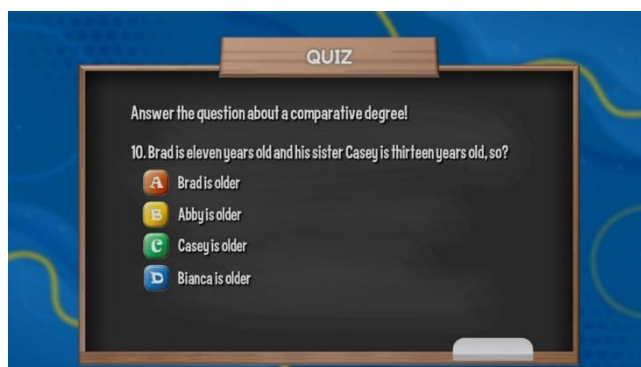 QUIZ
Answer the question about a comparative degree!
10. Brad is eleven years old and his sister Casey is thirteen years old, so?
A Brad is older
B Abby is older
C Casey is older
D Bianca is older